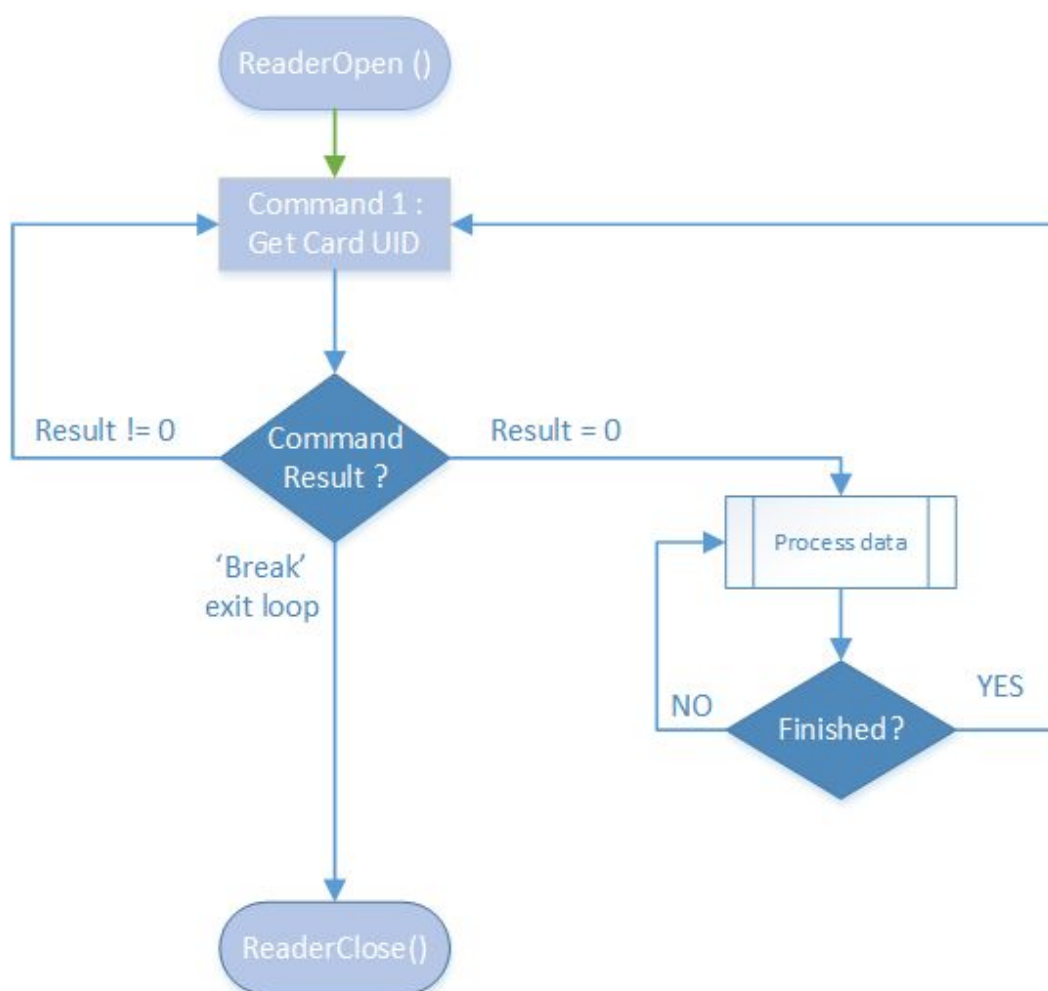 ReaderOpen ()
Command 1 :
Get Card UID
Result != 0
Command
Result ?
Result = 0
‘Break’
exit loop
Process data
NO
Finished?
YES
ReaderClose()